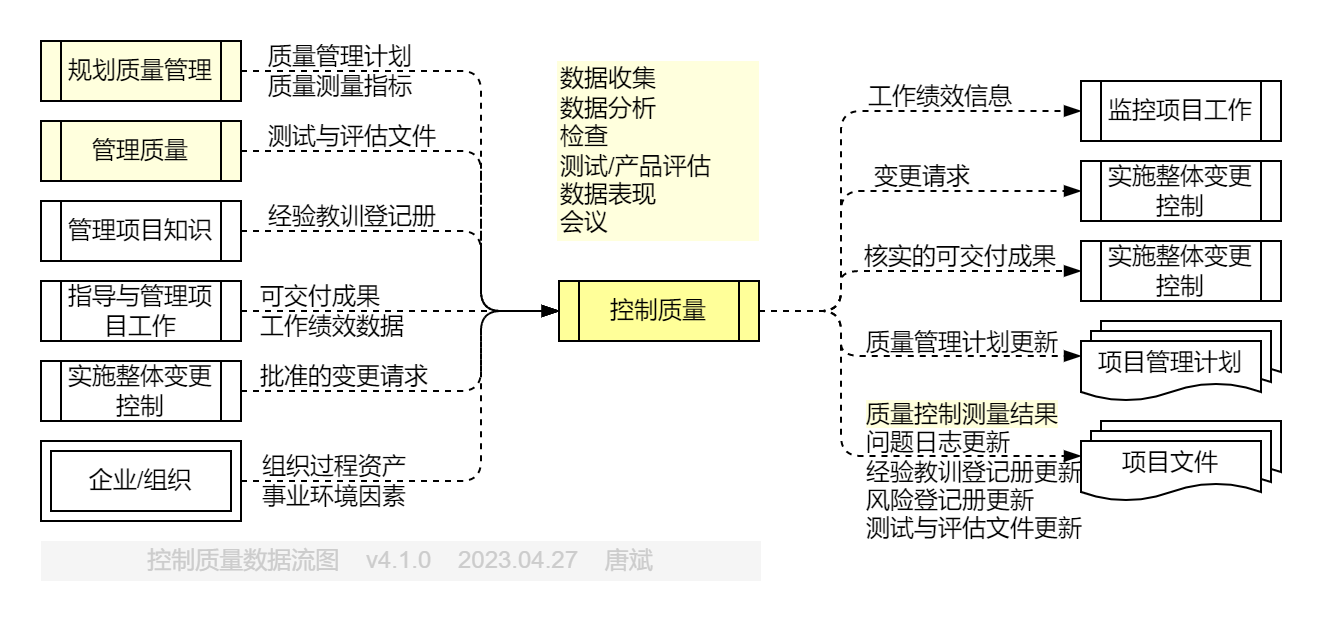 规划质量管理
质量管理计划
质量测量指标
管理质量
测试与评估文件
管理项目知识
经验教训登记册
指导与管理项
目工作
可交付成果
工作绩效数据
实施整体变更
控制
批准的变更请求
企业/组织
组织过程资产
事业环境因素
数据收集
数据分析
检查
测试/产品评估
数据表现
会议
控制质量
工作绩效信息
监控项目工作
变更请求
实施整体变更
控制
核实的可交付成果
实施整体变更
控制
质量管理计划更新
项目管理计划
质量控制测量结果
问题日志更新
经验教训登记册更新
风险登记册更新
测试与评估文件更新
项目文件
控制质量数据流图 v4.1.0 2023.04.27 唐斌